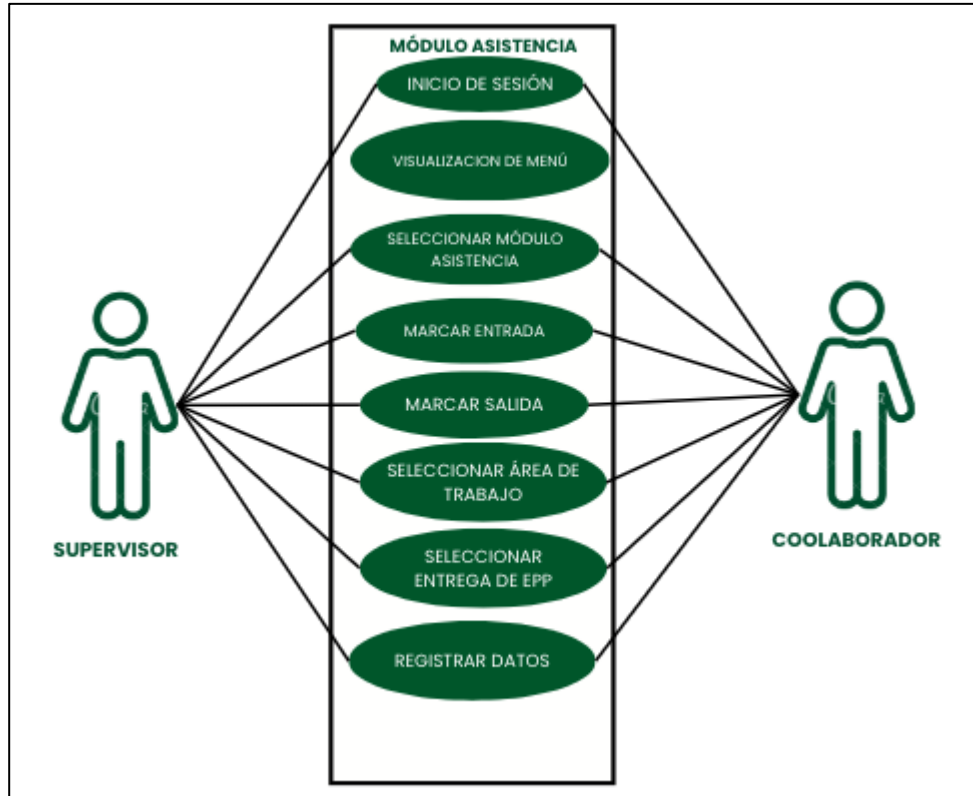 MÓDULO ASISTENCIA
INICIO DE SESIÓN
VISUALIZACION DE MENÚ
SELECCIONAR MÓDULO
ASISTENCIA
MARCAR ENTRADA
MARCAR SALIDA
SELECCIONAR ÁREA DE
TRABAJO
SELECCIONAR
ENTREGA DE EPP
REGISTRAR DATOS
SUPERVISOR
COOLABORADOR